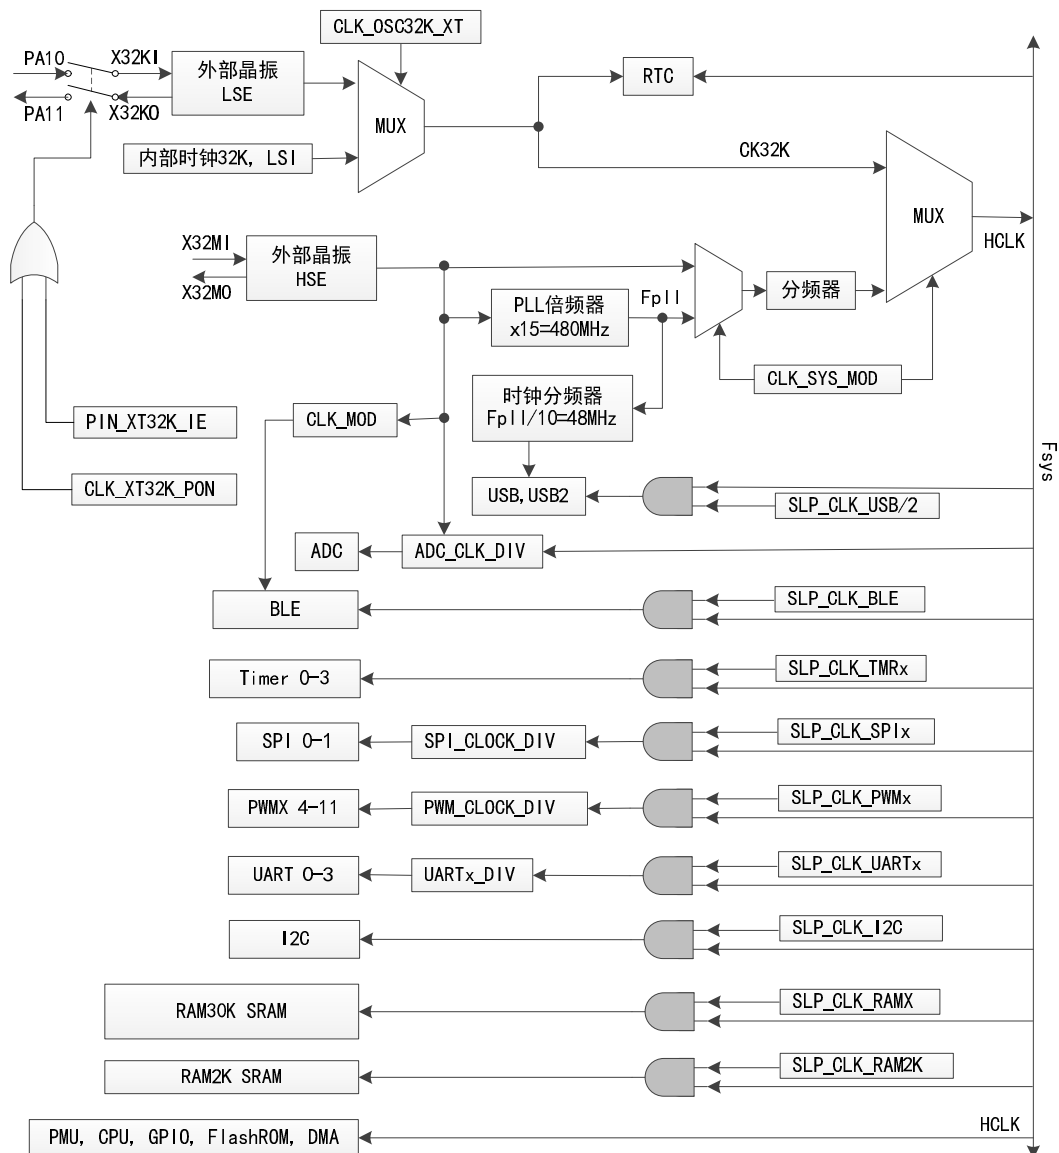 CLK_OSC32K_XT
PA10
X32KI
外部晶振
LSE
PA11
X32KO
MUX
RTC
内部时钟32K, LSI
CK32K
MUX
HCLK
X32MI
外部晶振
HSE
X32MO
PLL倍频器
x15=480MHz
Fpll
分频器
CLK_SYS_MOD
时钟分频器
Fpll/10=48MHz
CLK_MOD
PIN_XT32K_IE
CLK_XT32K_PON
Fsys
USB,USB2
SLP_CLK_USB/2
ADC
ADC_CLK_DIV
BLE
SLP_CLK_BLE
Timer 0-3
SLP_CLK_TMRx
SPI 0-1
SPI_CLOCK_DIV
SLP_CLK_SPIx
PWMX 4-11
PWM_CLOCK_DIV
SLP_CLK_PWMx
UART 0-3
UARTx_DIV
SLP_CLK_UARTx
I2C
SLP_CLK_I2C
RAM30K SRAM
SLP_CLK_RAMX
RAM2K SRAM
SLP_CLK_RAM2K
PMU, CPU, GPIO, FlashROM, DMA
HCLK